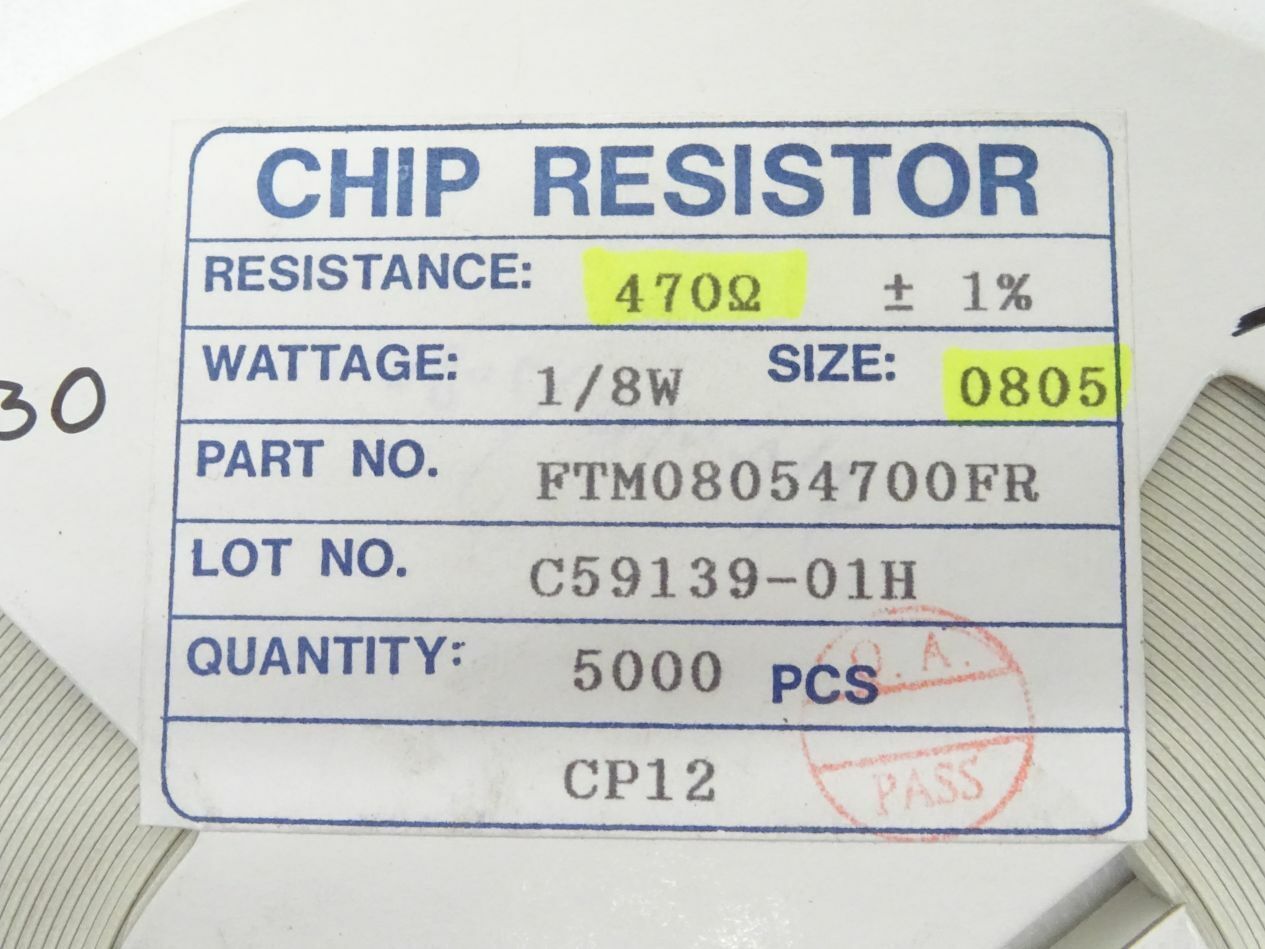 CHIP RESISTOR
RESISTANCE: 470Ω ± 1%
WATTAGE: 1/8W SIZE: 0805
30
PART NO. FTM08054700FR
LOT NO. C59139-01H
QUANTITY: 5000 PCS
Q.A.
CP12
PASS